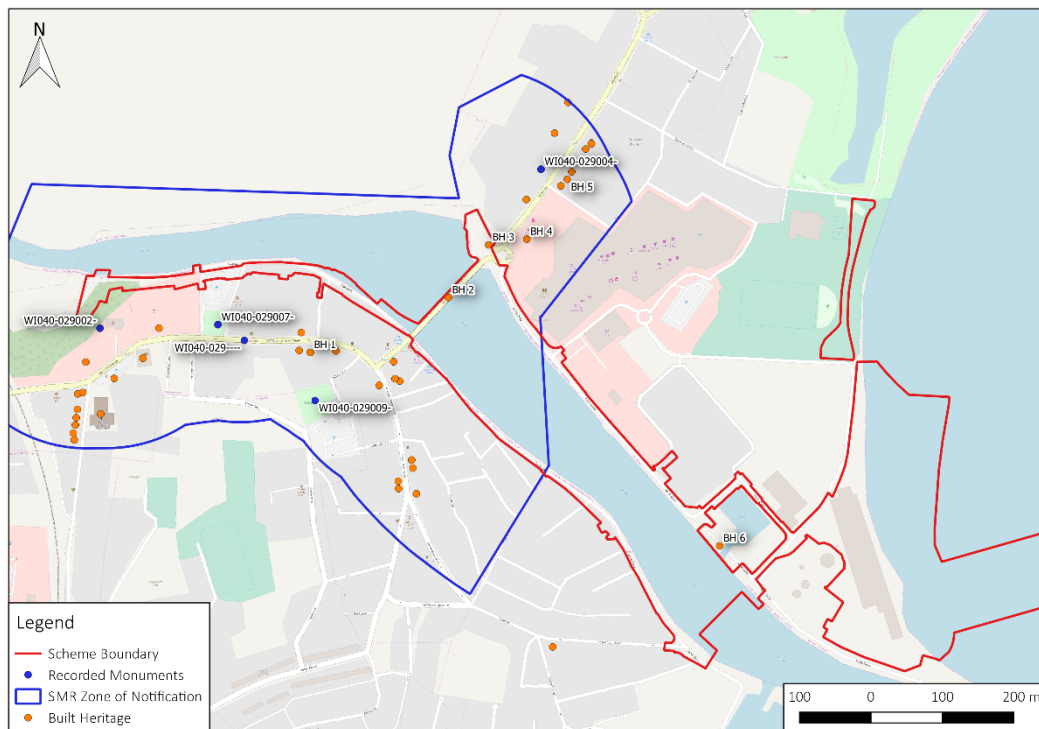 N
WI040-029004-
BH 5
BH 3
BH 4
BH 2
WI040-029002-
WI040-029007-
WI040-029----
BH 1
WI040-029009-
BH 6
Legend
Scheme Boundary
Recorded Monuments
SMR Zone of Notification
Built Heritage
100 0 100 200 m